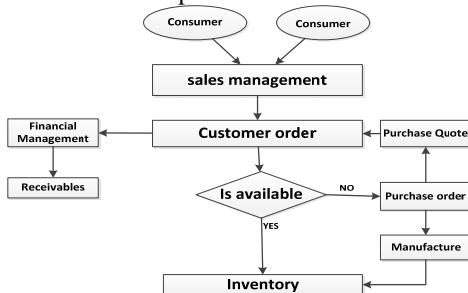 Consumer
Consumer
sales management
Financial
Management
Customer order
Purchase Quote
Receivables
Is available
NO
Purchase order
YES
Manufacture
Inventory